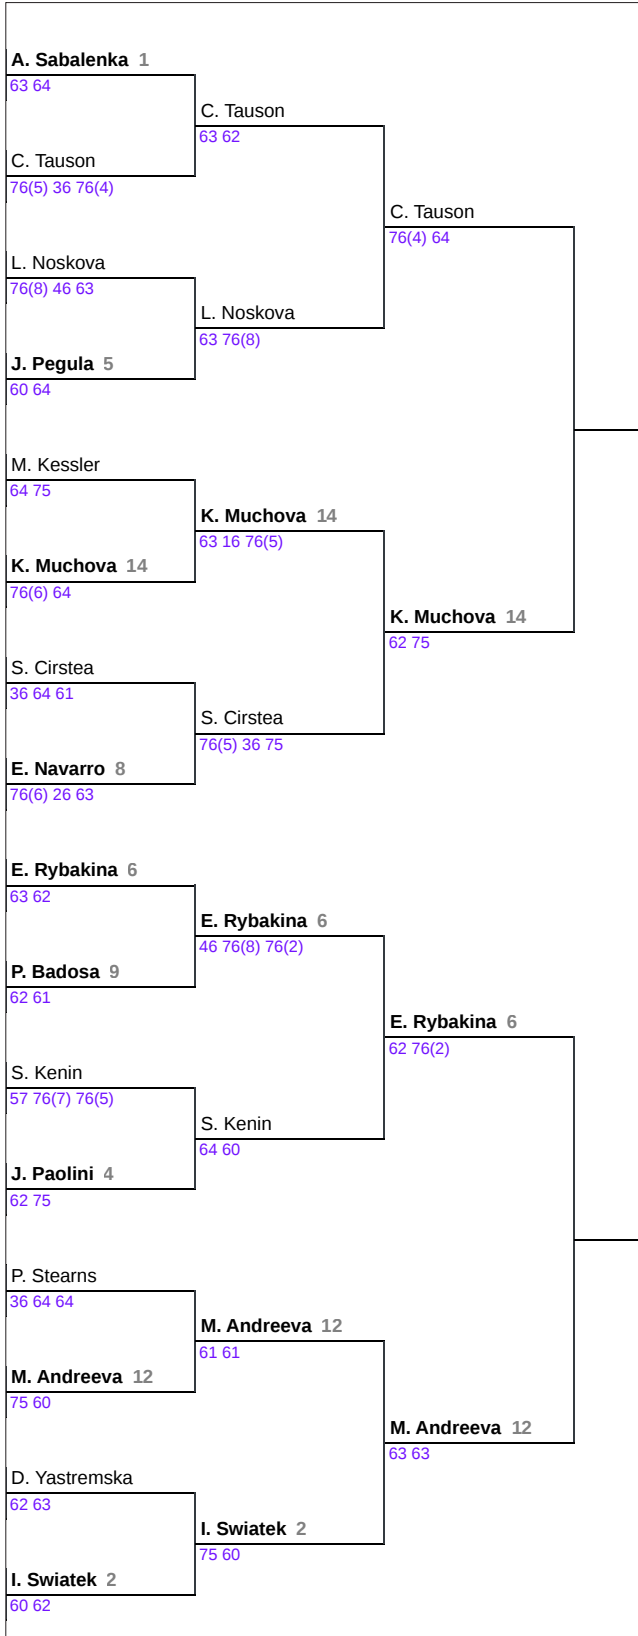 A. Sabalenka 1
63 64
C. Tauson
63 62
C. Tauson
76(5) 36 76(4)
C. Tauson
76(4) 64
L. Noskova
76(8) 46 63
L. Noskova
63 76(8)
J. Pegula 5
60 64
M. Kessler
64 75
K. Muchova 14
63 16 76(5)
K. Muchova 14
76(6) 64
K. Muchova 14
62 75
S. Cirstea
36 64 61
S. Cirstea
76(5) 36 75
E. Navarro 8
76(6) 26 63
E. Rybakina 6
63 62
E. Rybakina 6
46 76(8) 76(2)
P. Badosa 9
62 61
E. Rybakina 6
62 76(2)
S. Kenin
57 76(7) 76(5)
S. Kenin
64 60
J. Paolini 4
62 75
P. Stearns
36 64 64
M. Andreeva 12
61 61
M. Andreeva 12
75 60
M. Andreeva 12
63 63
D. Yastremska
62 63
I. Swiatek 2
75 60
I. Swiatek 2
60 62